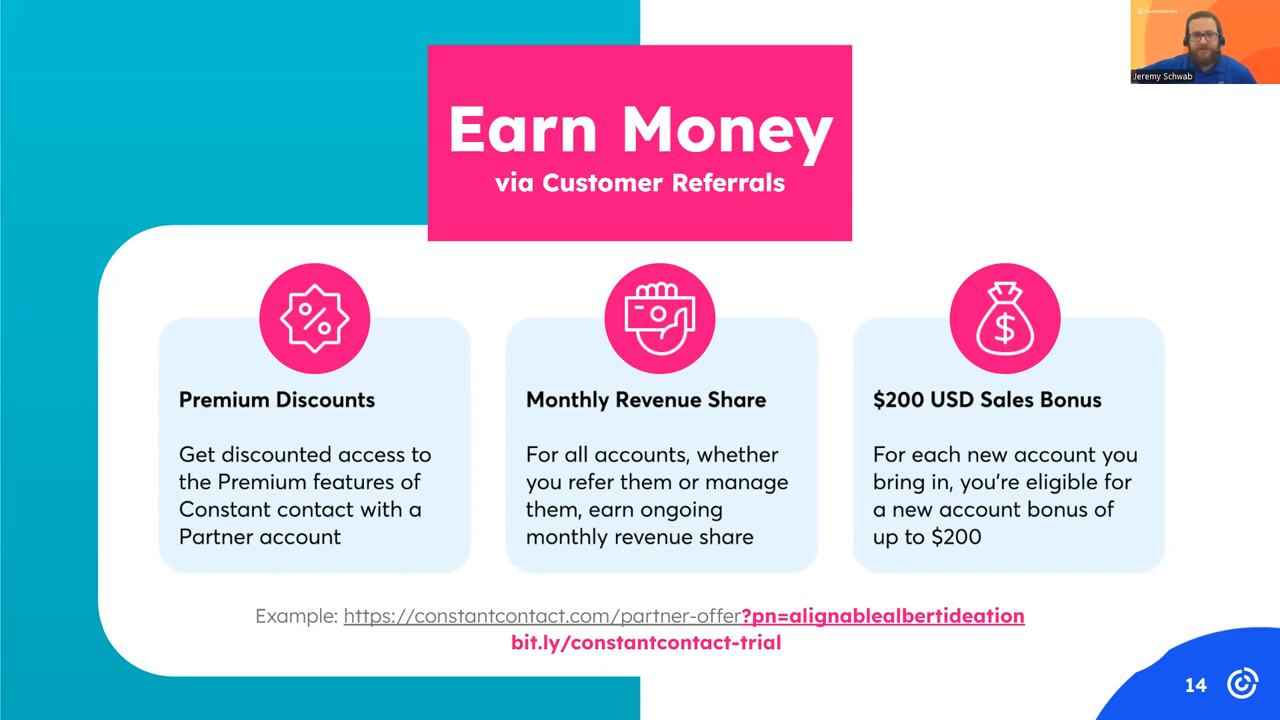 Earn Money
via Customer Referrals
Jeremy Schwab
Premium Discounts
Get discounted access to
the Premium features of
Constant contact with a
Partner account
Monthly Revenue Share
For all accounts, whether
you refer them or manage
them, earn ongoing
monthly revenue share
$200 USD Sales Bonus
For each new account you
bring in, you're eligible for
a new account bonus of
up to $200
Example: https://constantcontact.com/partner-offer?pn=alignablealbertideation
bit.ly/constantcontact-trial
14